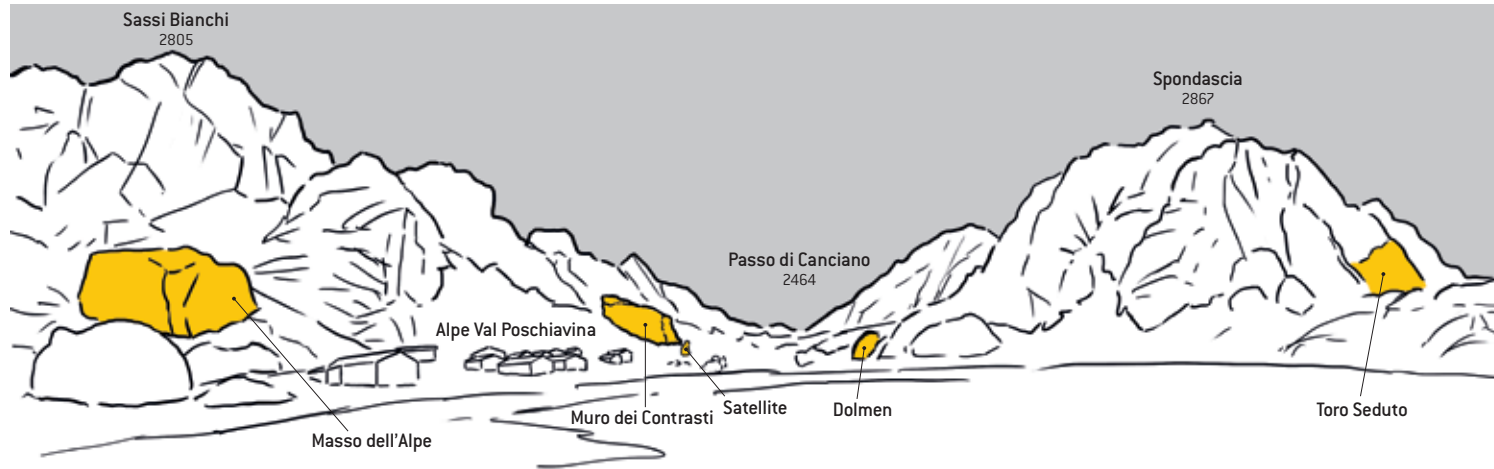 Sassi Bianchi
2805
Spondascia
2867
Passo di Canciano
2464
Alpe Val Poschiavina
Masso dell'Alpe
Muro dei Contrasti
Satellite
Dolmen
Toro Seduto